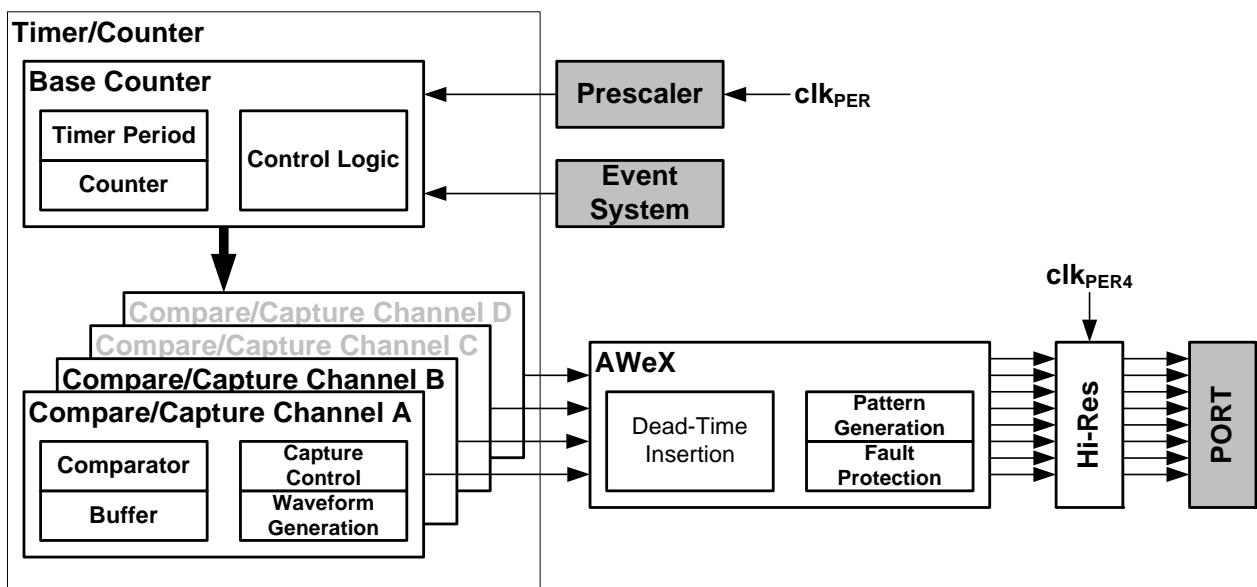 Timer/Counter
Base Counter
Timer Period
Counter
Control Logic
Prescaler
clkPER
Event
System
Compare/Capture Channel D
Compare/Capture Channel C
Compare/Capture Channel B
Compare/Capture Channel A
Comparator
Buffer
Capture
Control
Waveform
Generation
AWeX
Dead-Time
Insertion
Pattern
Generation
Fault
Protection
clkPER4
Hi-Res
PORT